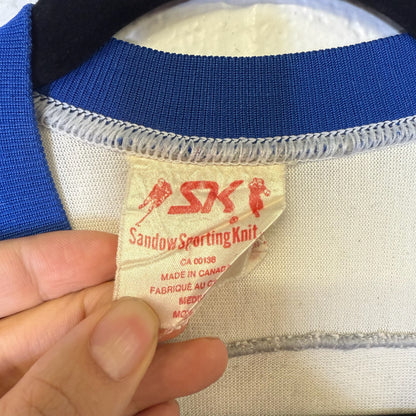 SK
Sandow Sporting Knit
CA 00138
MADE IN CANADA
FABRIQUÉ AU